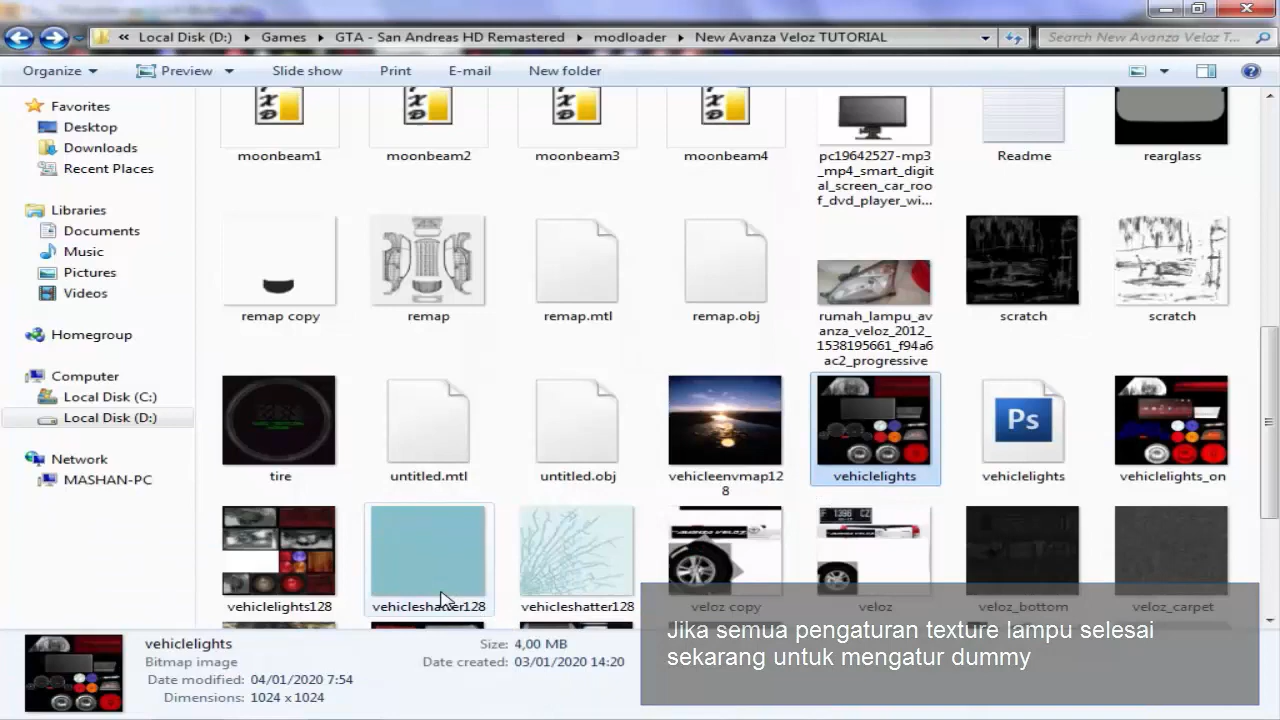 Local Disk (D:) Games GTA - San Andreas HD Remastered modloader New Avanza Veloz TUTORIAL
Search New Avanza Veloz T...
Organize Preview Slide show Print E-mail New folder
Favorites
Desktop
Downloads
Recent Places
Libraries
Documents
Music
Pictures
Videos
Homegroup
Computer
Local Disk (C:)
Local Disk (D:)
Network
MASHAN-PC
moonbeam1
moonbeam2
moonbeam3
moonbeam4
pc19642527-mp3
_mp4_smart_digit
al_screen_car_roo
f_dvd_player_wi...
Readme
rearglass
remap copy
remap
remap.mtl
remap.obj
rumah_lampu_av
anza_veloz_2012_
1538195661_f94a6
ac2_progressive
scratch
scratch
tire
untitled.mtl
untitled.obj
vehicleenvmap12
8
vehiclelights
Ps
vehiclelights
vehiclelights_on
vehiclelights128
vehicleshatter128
vehicleshatter128
veloz copy
veloz
veloz_bottom
veloz_carpet
vehiclelights
Bitmap image
Date modified: 04/01/2020 7:54
Dimensions: 1024 x 1024
Size: 4,00 MB
Date created: 03/01/2020 14:20
Jika semua pengaturan texture lampu selesai
sekarang untuk mengatur dummy